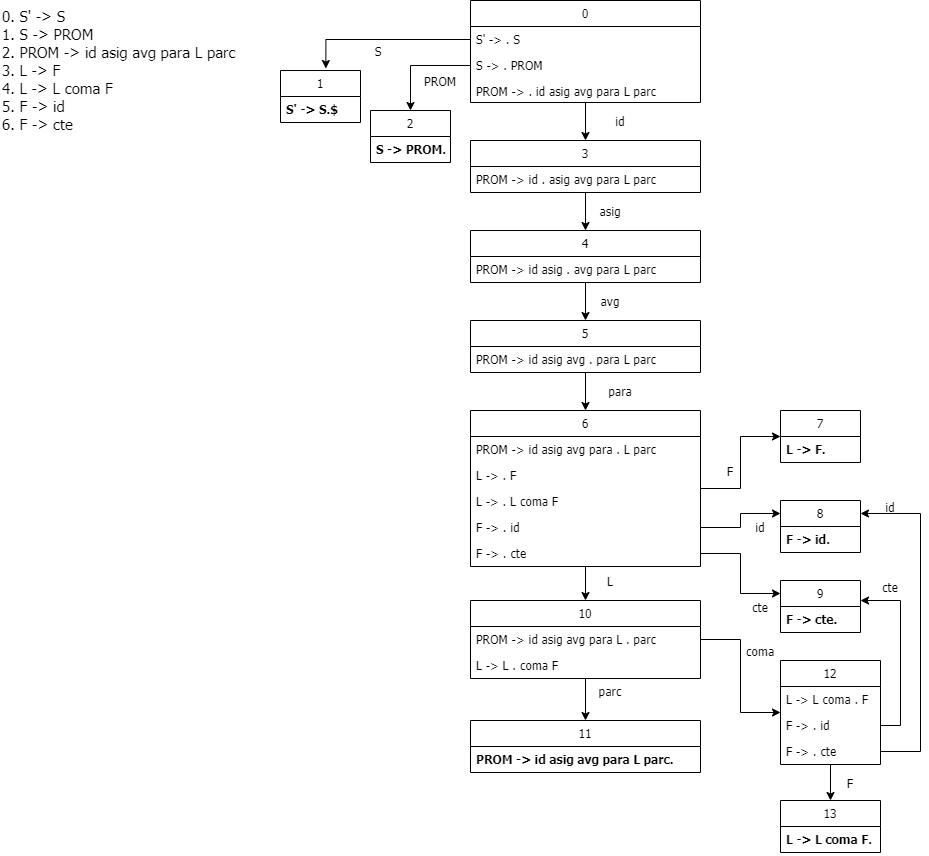 0. S' -> S
1. S -> PROM
2. PROM -> id asig avg para L parc
3. L -> F
4. L -> L coma F
5. F -> id
6. F -> cte
0
S' -> . S
S -> . PROM
PROM -> . id asig avg para L parc
S
1
S' -> S.$
PROM
2
S -> PROM.
id
3
PROM -> id . asig avg para L parc
asig
4
PROM -> id asig . avg para L parc
avg
5
PROM -> id asig avg . para L parc
para
6
PROM -> id asig avg para . L parc
L -> . F
L -> . L coma F
F -> . id
F -> . cte
F
7
L -> F.
id
8
F -> id.
id
cte
9
F -> cte.
cte
L
10
PROM -> id asig avg para L . parc
L -> L . coma F
coma
12
L -> L coma . F
F -> . id
F -> . cte
parc
11
PROM -> id asig avg para L parc.
F
13
L -> L coma F.